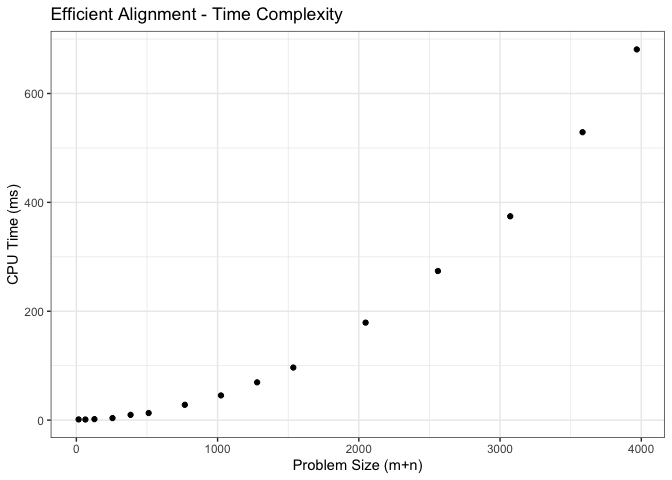 Efficient Alignment - Time Complexity
CPU Time (ms)
600
400
200
0
0 1000 2000 3000 4000
Problem Size (m+n)